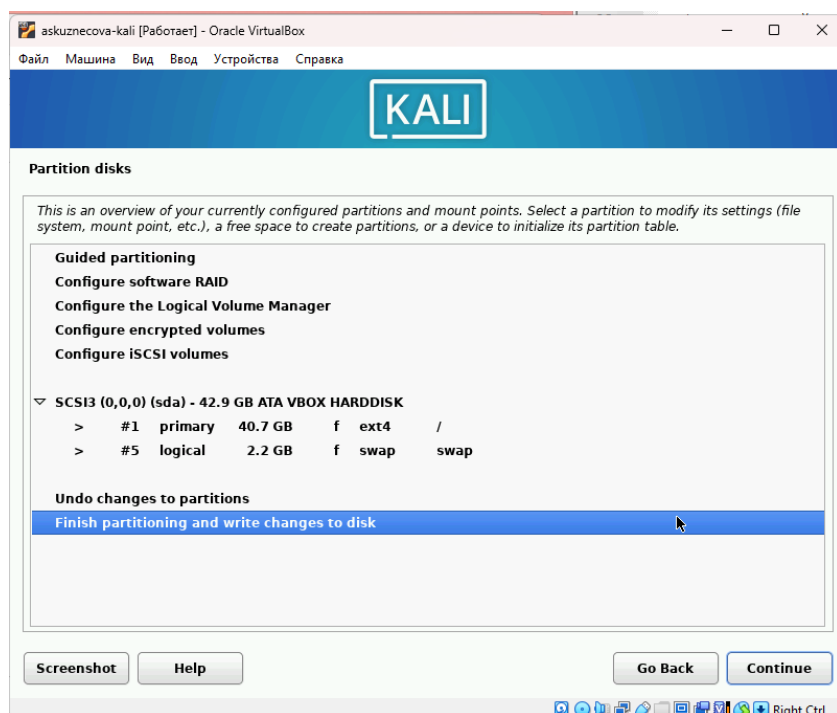 askuznecova-kali [Работает] - Oracle VirtualBox
Файл Машина Вид Ввод Устройства Справка
KALI
Partition disks
This is an overview of your currently configured partitions and mount points. Select a partition to modify its settings (file
system, mount point, etc.), a free space to create partitions, or a device to initialize its partition table.
Guided partitioning
Configure software RAID
Configure the Logical Volume Manager
Configure encrypted volumes
Configure iSCSI volumes
SCSI3 (0,0,0) (sda) - 42.9 GB ATA VBOX HARDDISK
> #1 primary 40.7 GB f ext4 /
> #5 logical 2.2 GB f swap swap
Undo changes to partitions
Finish partitioning and write changes to disk
Screenshot Help Go Back Continue
Right Ctrl